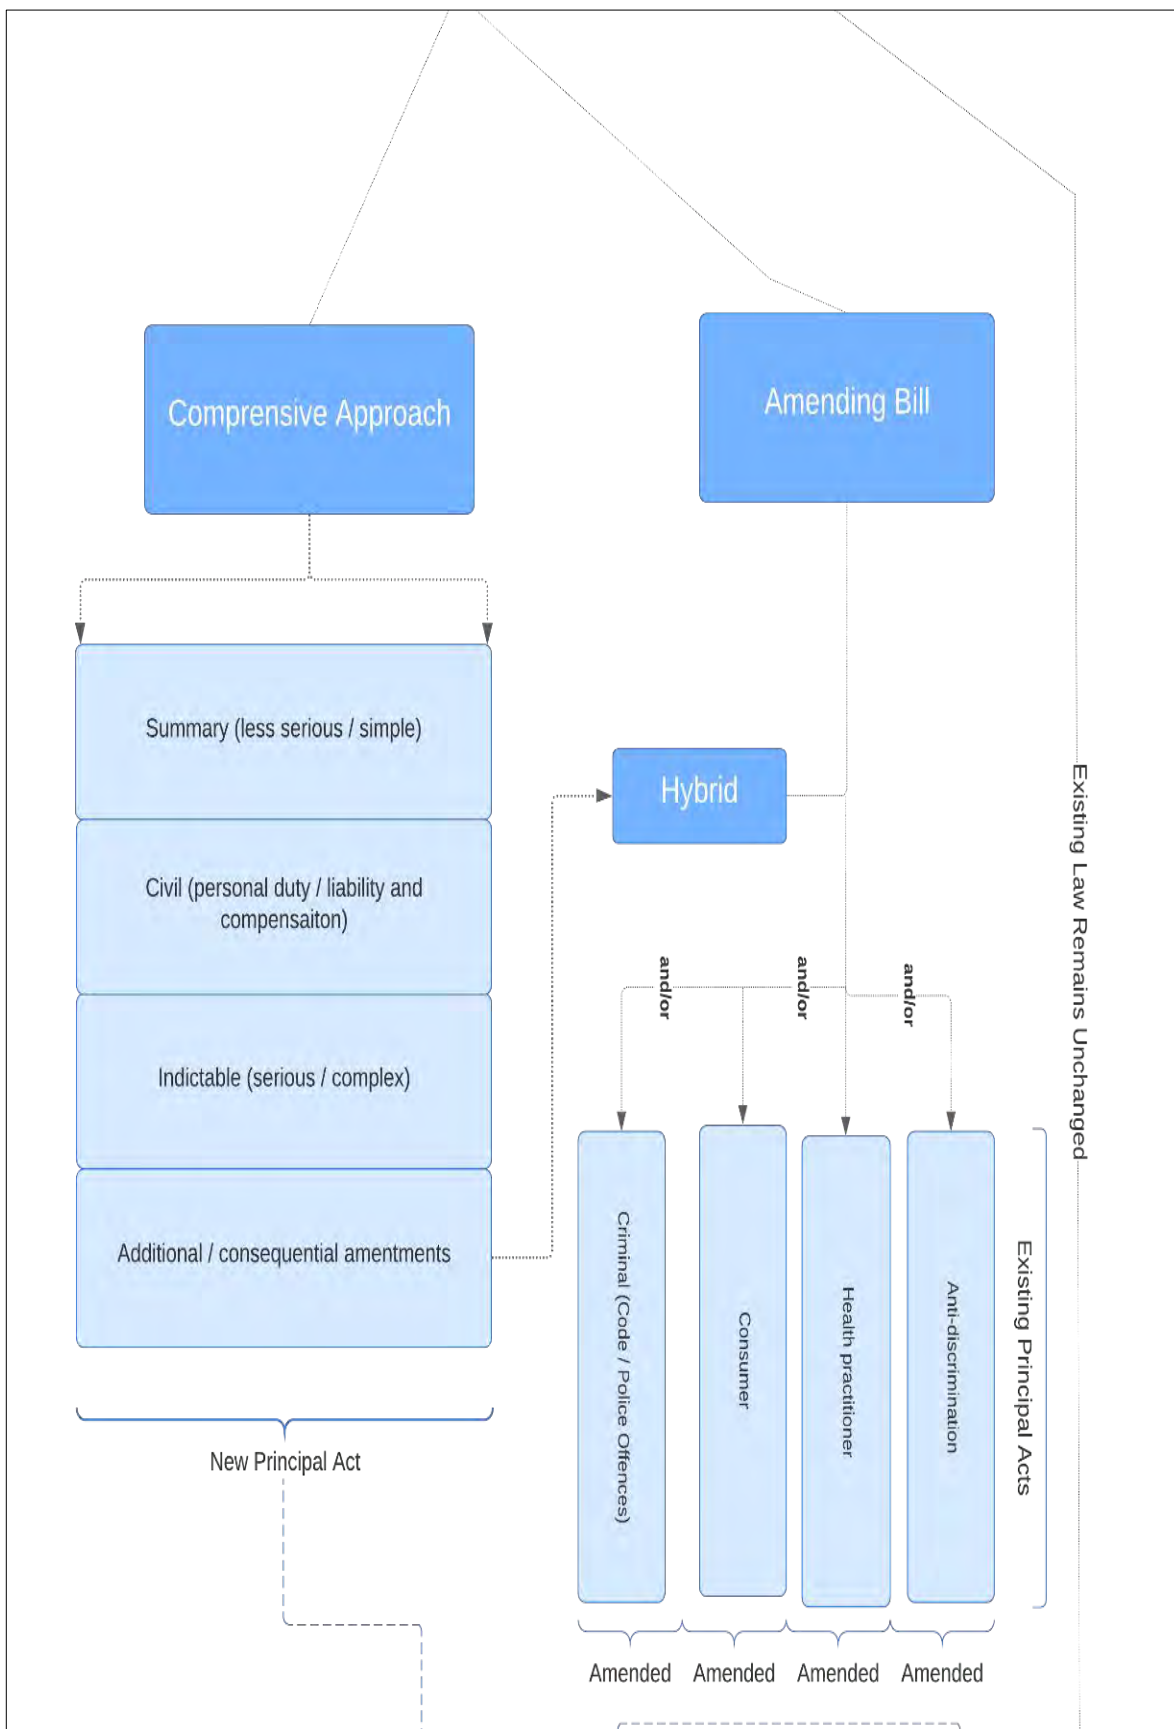 Comprensive Approach
Amending Bill
Summary (less serious / simple)
Hybrid
Civil (personal duty / liability and
compensaiton)
Indictable (serious / complex)
Additional / consequential amentments
New Principal Act
and/or
and/or
and/or
Criminal (Code / Police Offences)
Consumer
Health practitioner
Anti-discrimination
Existing Principal Acts
Existing Law Remains Unchanged
Amended
Amended
Amended
Amended